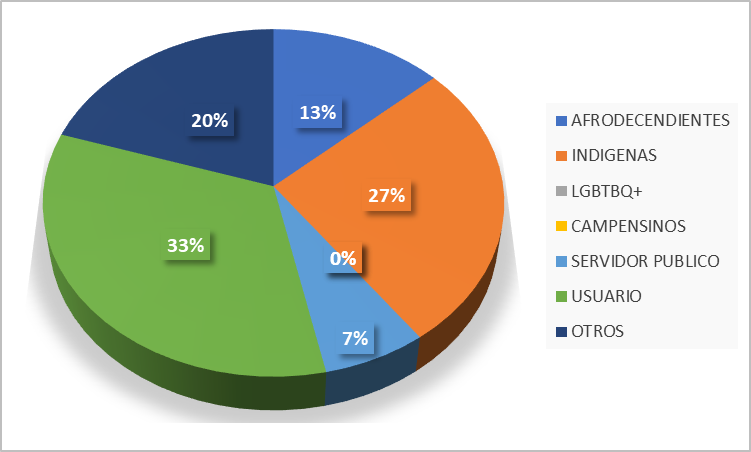 13%
27%
0%
7%
33%
20%
AFRODECENDIENTES
INDIGENAS
LGBTBQ+
CAMPENSINOS
SERVIDOR PUBLICO
USUARIO
OTROS